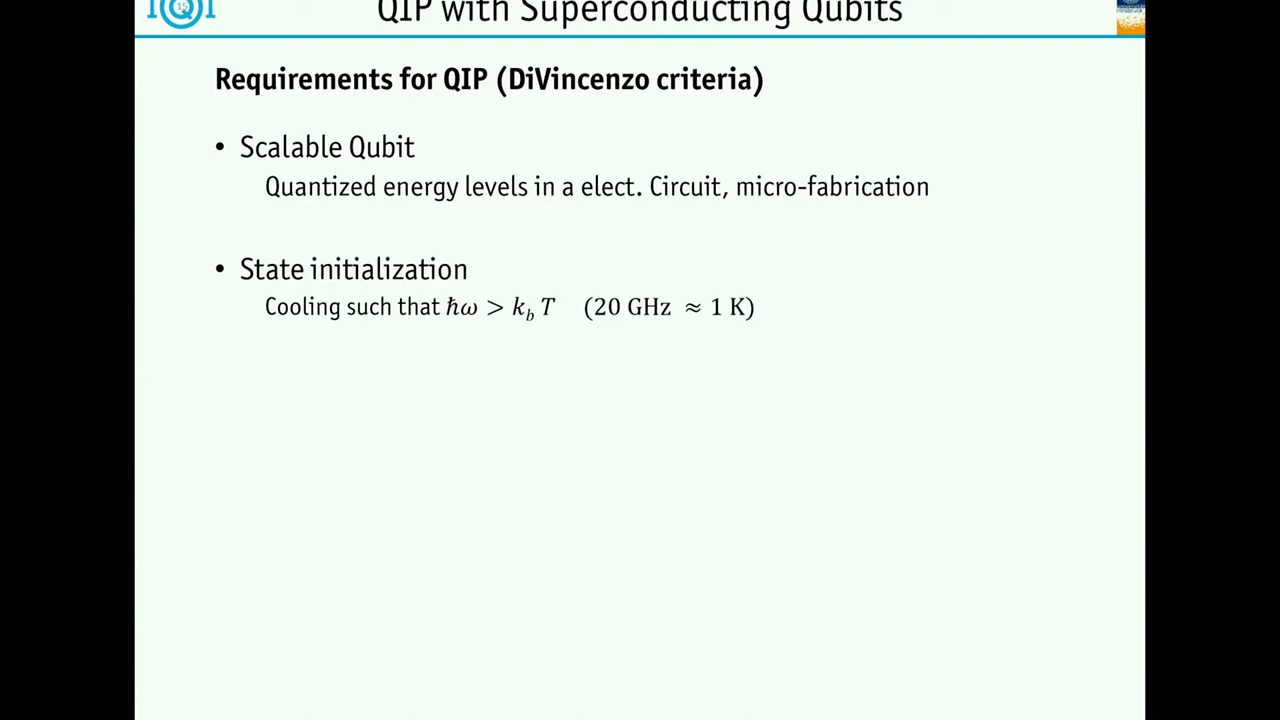 QIP with Superconducting Qubits
Requirements for QIP (DiVincenzo criteria)
• Scalable Qubit
Quantized energy levels in a elect. Circuit, micro-fabrication
• State initialization
Cooling such that ℏω > k_b T (20 GHz ≈ 1 K)